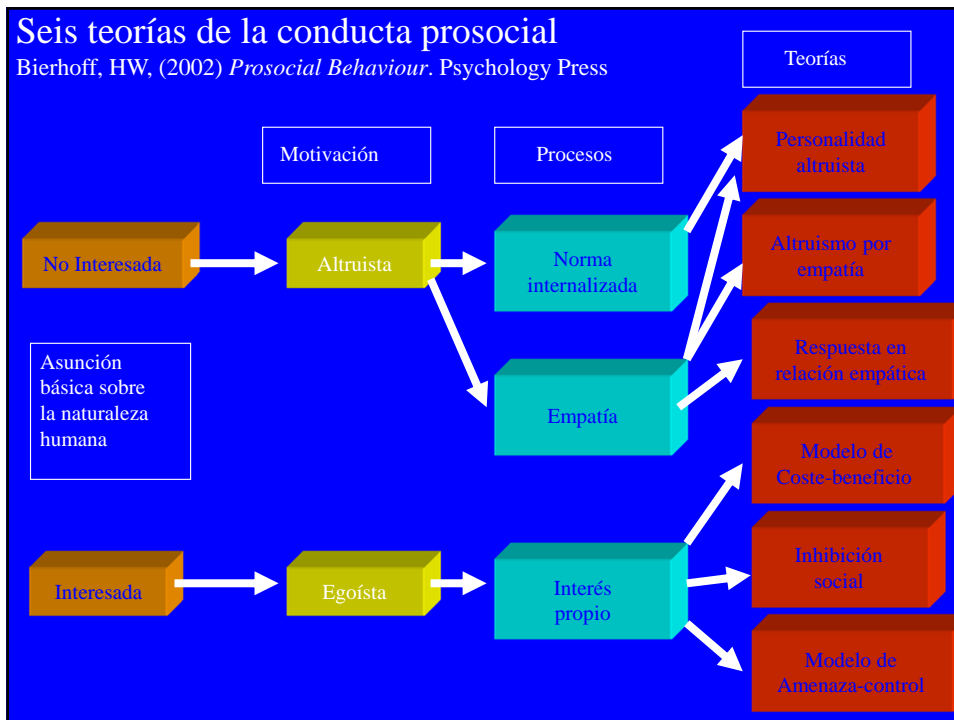 Seis teorías de la conducta prosocial
Bierhoff, HW, (2002) Prosocial Behaviour. Psychology Press
Teorías
Motivación
Procesos
Personalidad
altruista
No Interesada
Altruista
Norma
internalizada
Altruismo por
empatía
Asunción
básica sobre
la naturaleza
humana
Empatía
Respuesta en
relación empática
Modelo de
Coste-beneficio
Interesada
Egoísta
Interés
propio
Inhibición
social
Modelo de
Amenaza-control